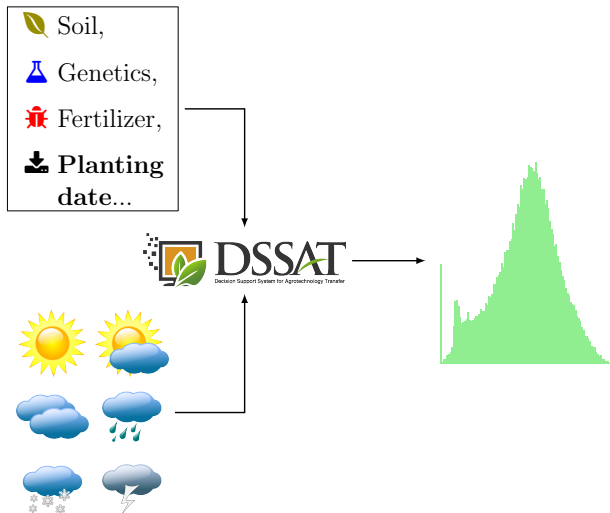 Soil,
Genetics,
Fertilizer,
Planting
date...
DSSAT
Decision Support System for Agrotechnology Transfer